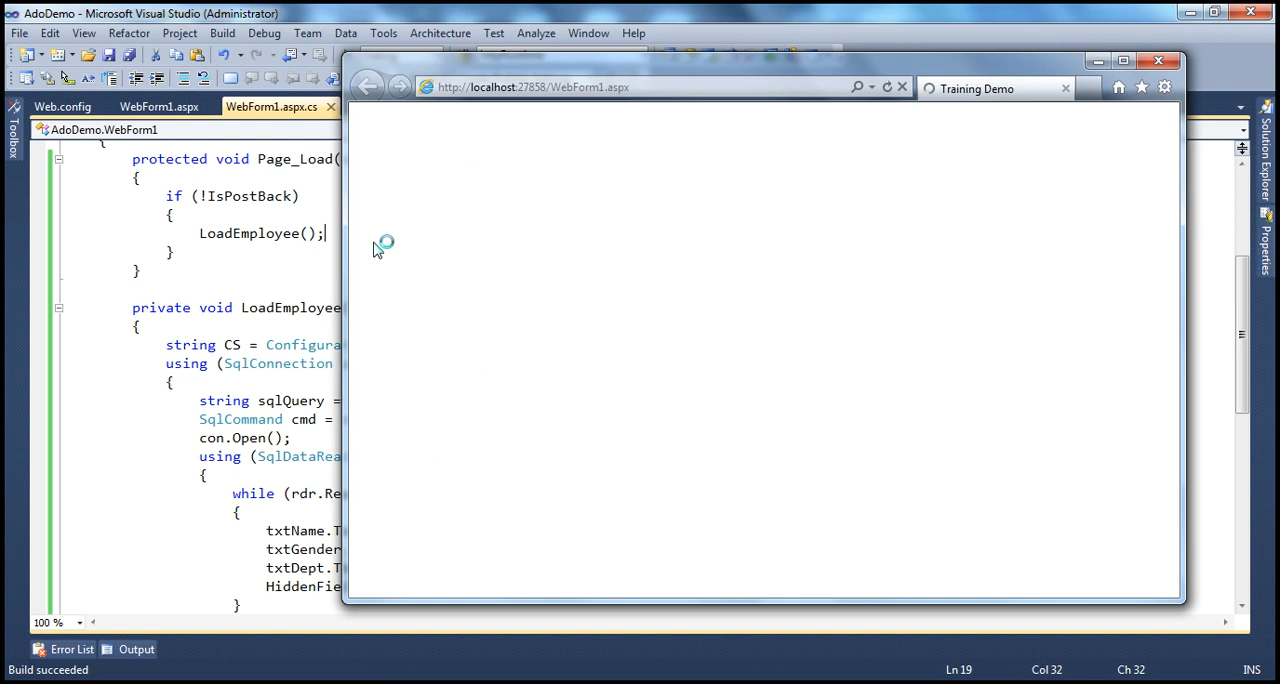 AdoDemo - Microsoft Visual Studio (Administrator)
File Edit View Refactor Project Build Debug Team Data Tools Architecture Test Analyze Window Help
Web.config WebForm1.aspx WebForm1.aspx.cs
http://localhost:27858/WebForm1.aspx
Training Demo
Toolbox
Solution Explorer
Properties
AdoDemo.WebForm1
{
protected void Page_Load(
{
if (!IsPostBack)
{
LoadEmployee();
}
}
private void LoadEmployee
{
string CS = Configura
using (SqlConnection
{
string sqlQuery =
SqlCommand cmd =
con.Open();
using (SqlDataRea
{
while (rdr.Re
{
txtName.T
txtGender
txtDept.T
HiddenFie
}
100 %
Error List Output
Build succeeded Ln 19 Col 32 Ch 32 INS